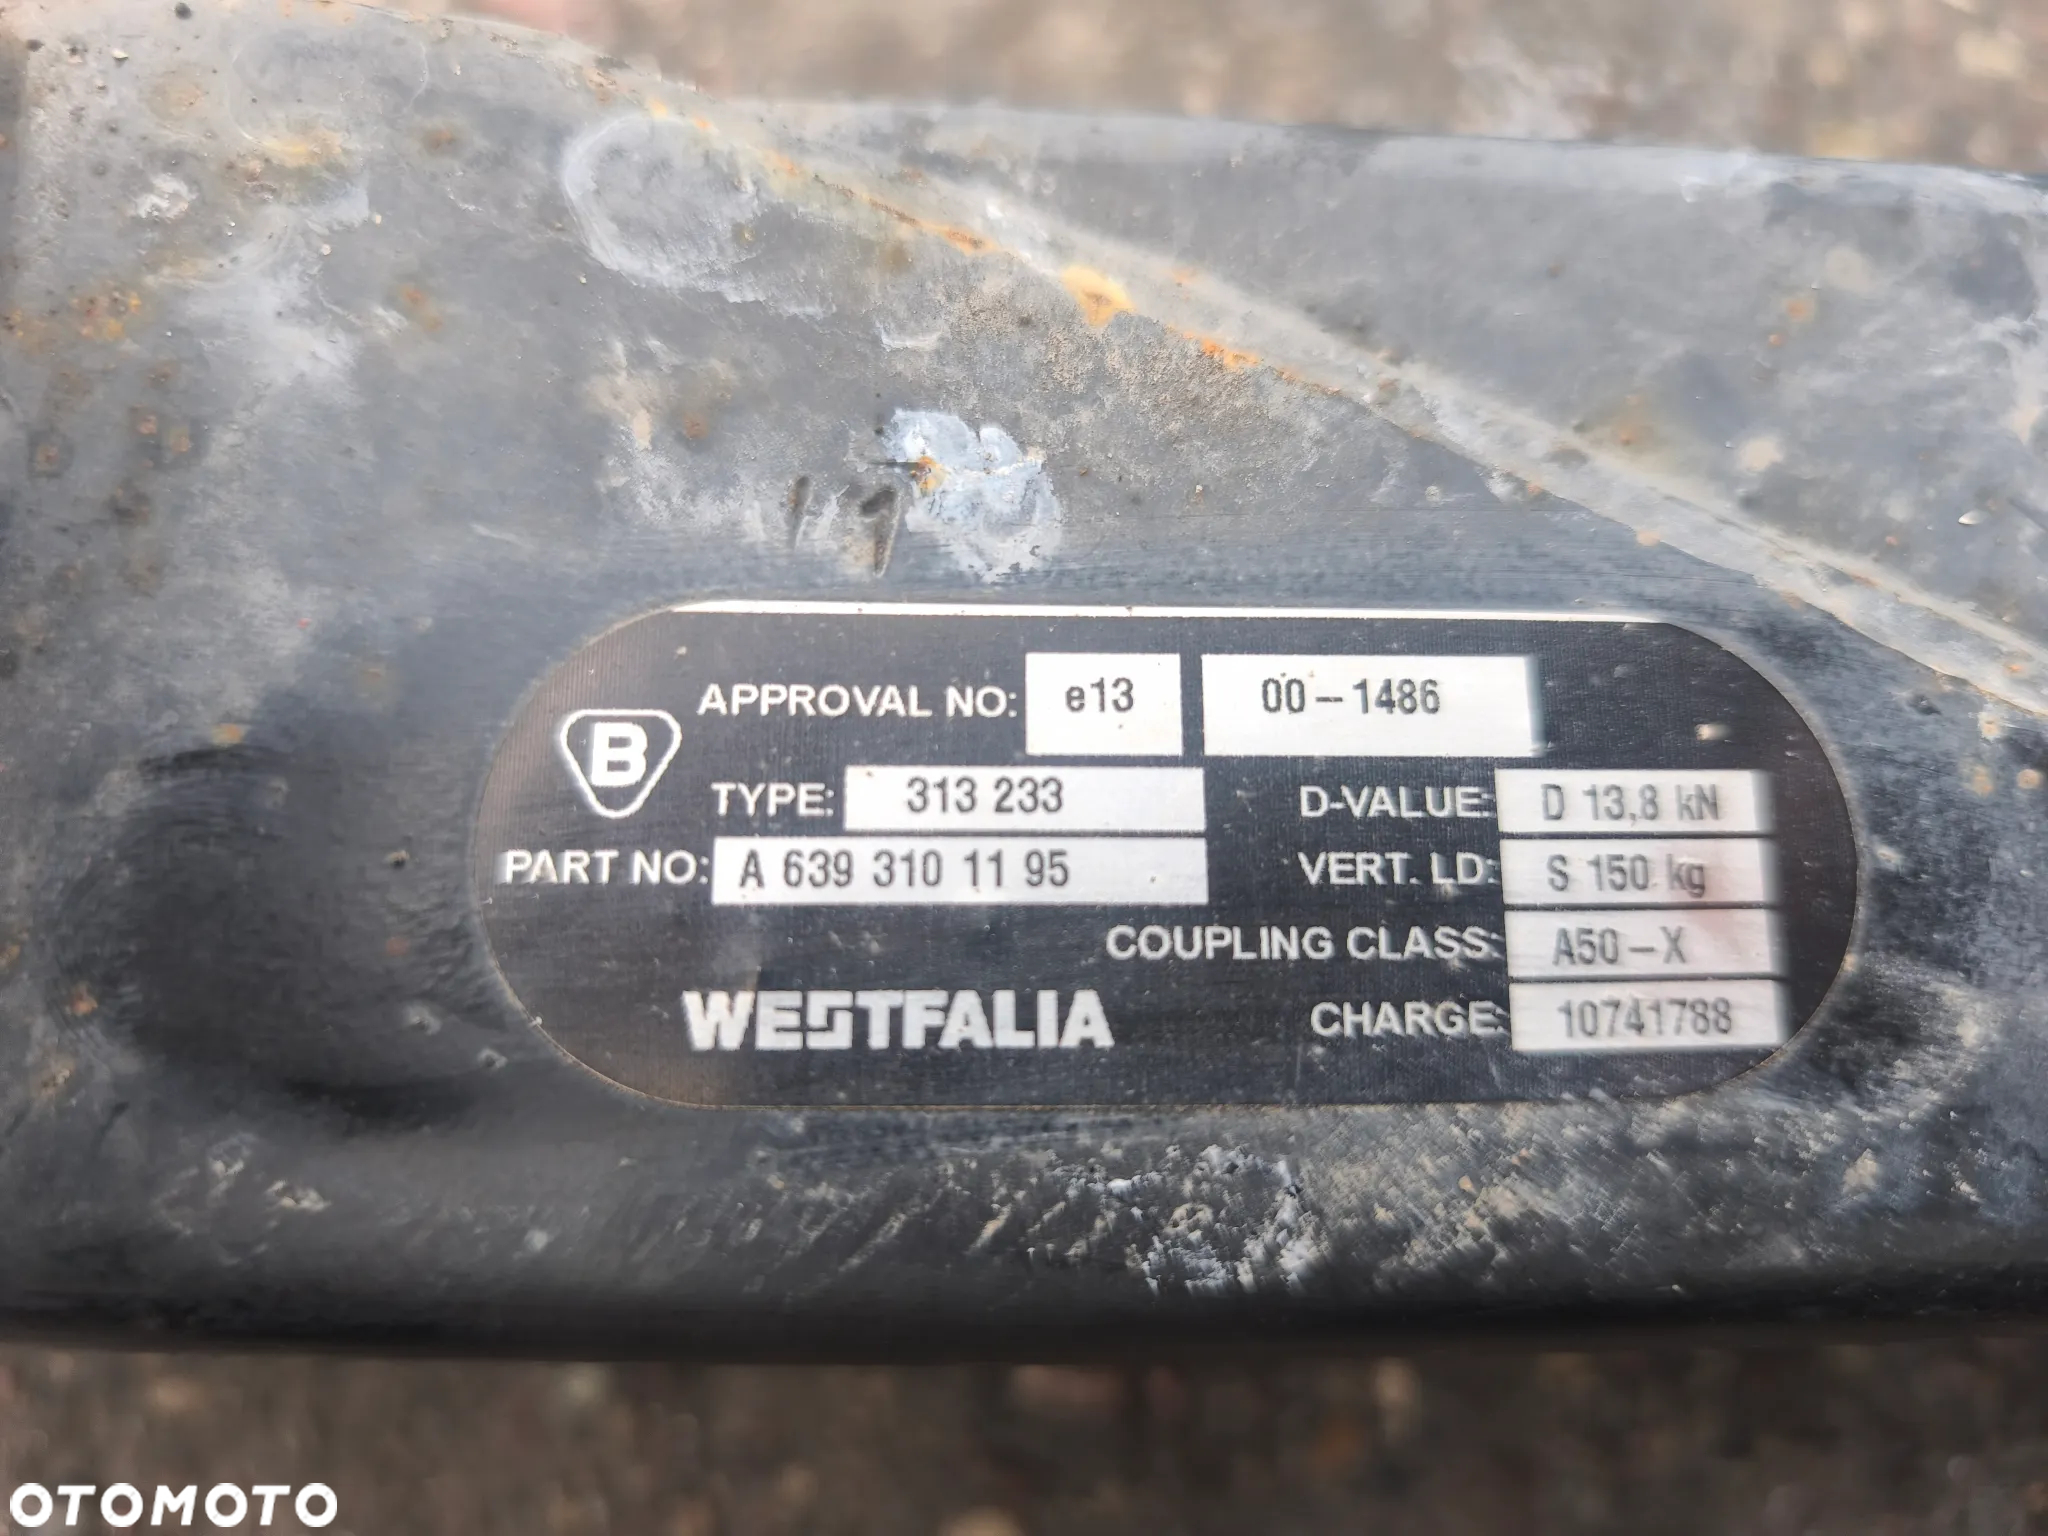 APPROVAL NO: e13 00-1486
B
TYPE: 313 233 D-VALUE: D 13,8 kN
PART NO: A 639 310 11 95 VERT. LD: S 150 kg
COUPLING CLASS: A50-X
WESTFALIA CHARGE: 10741788
OTOMOTO